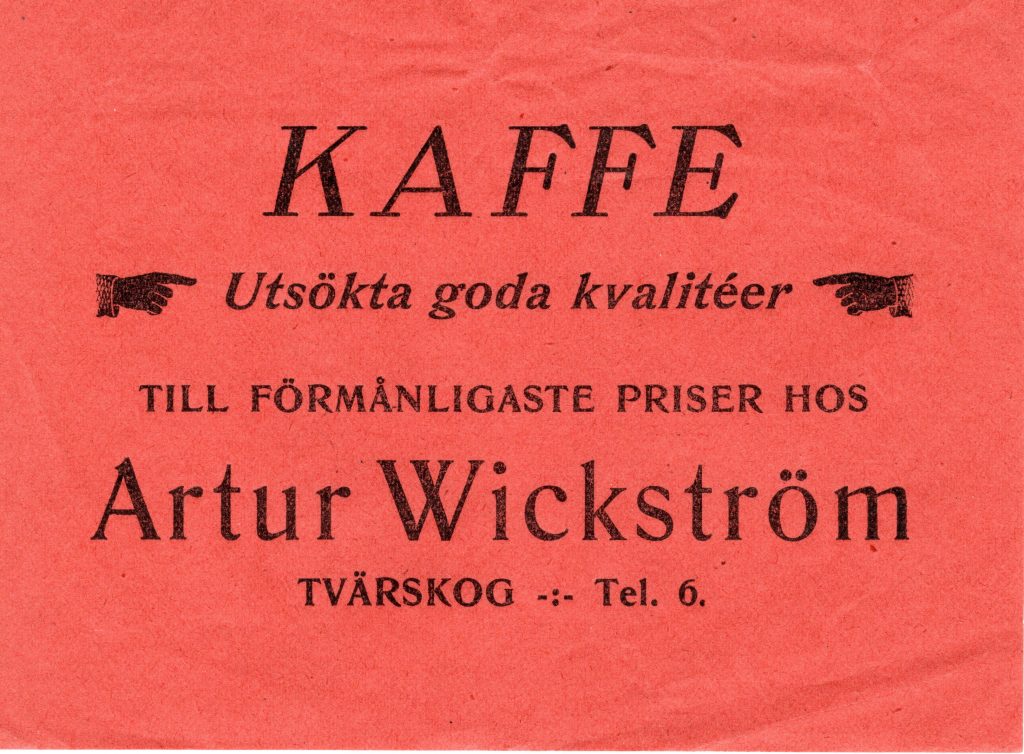 KAFFE
Utsökta goda kvalitéer
TILL FÖRMÅNLIGASTE PRISER HOS
Artur Wickström
TVÄRSKOG -:- Tel. 6.